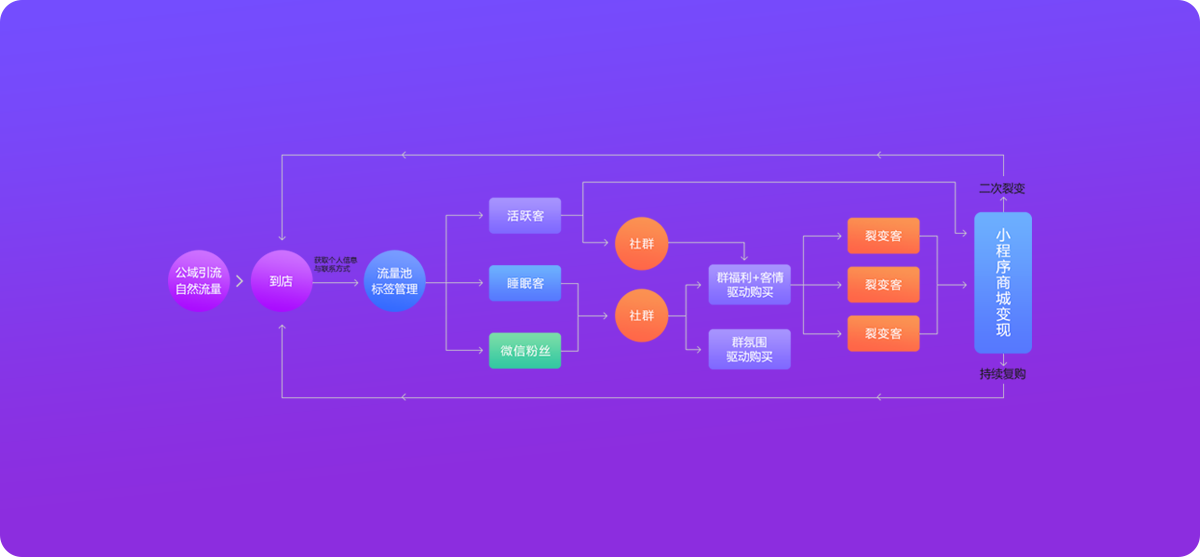 公域引流
自然流量
到店
获取个人信息
与联系方式
流量池
标签管理
活跃客
睡眠客
微信粉丝
社群
社群
群福利+客情
驱动购买
群氛围
驱动购买
裂变客
裂变客
裂变客
二次裂变
小程序商城变现
持续复购